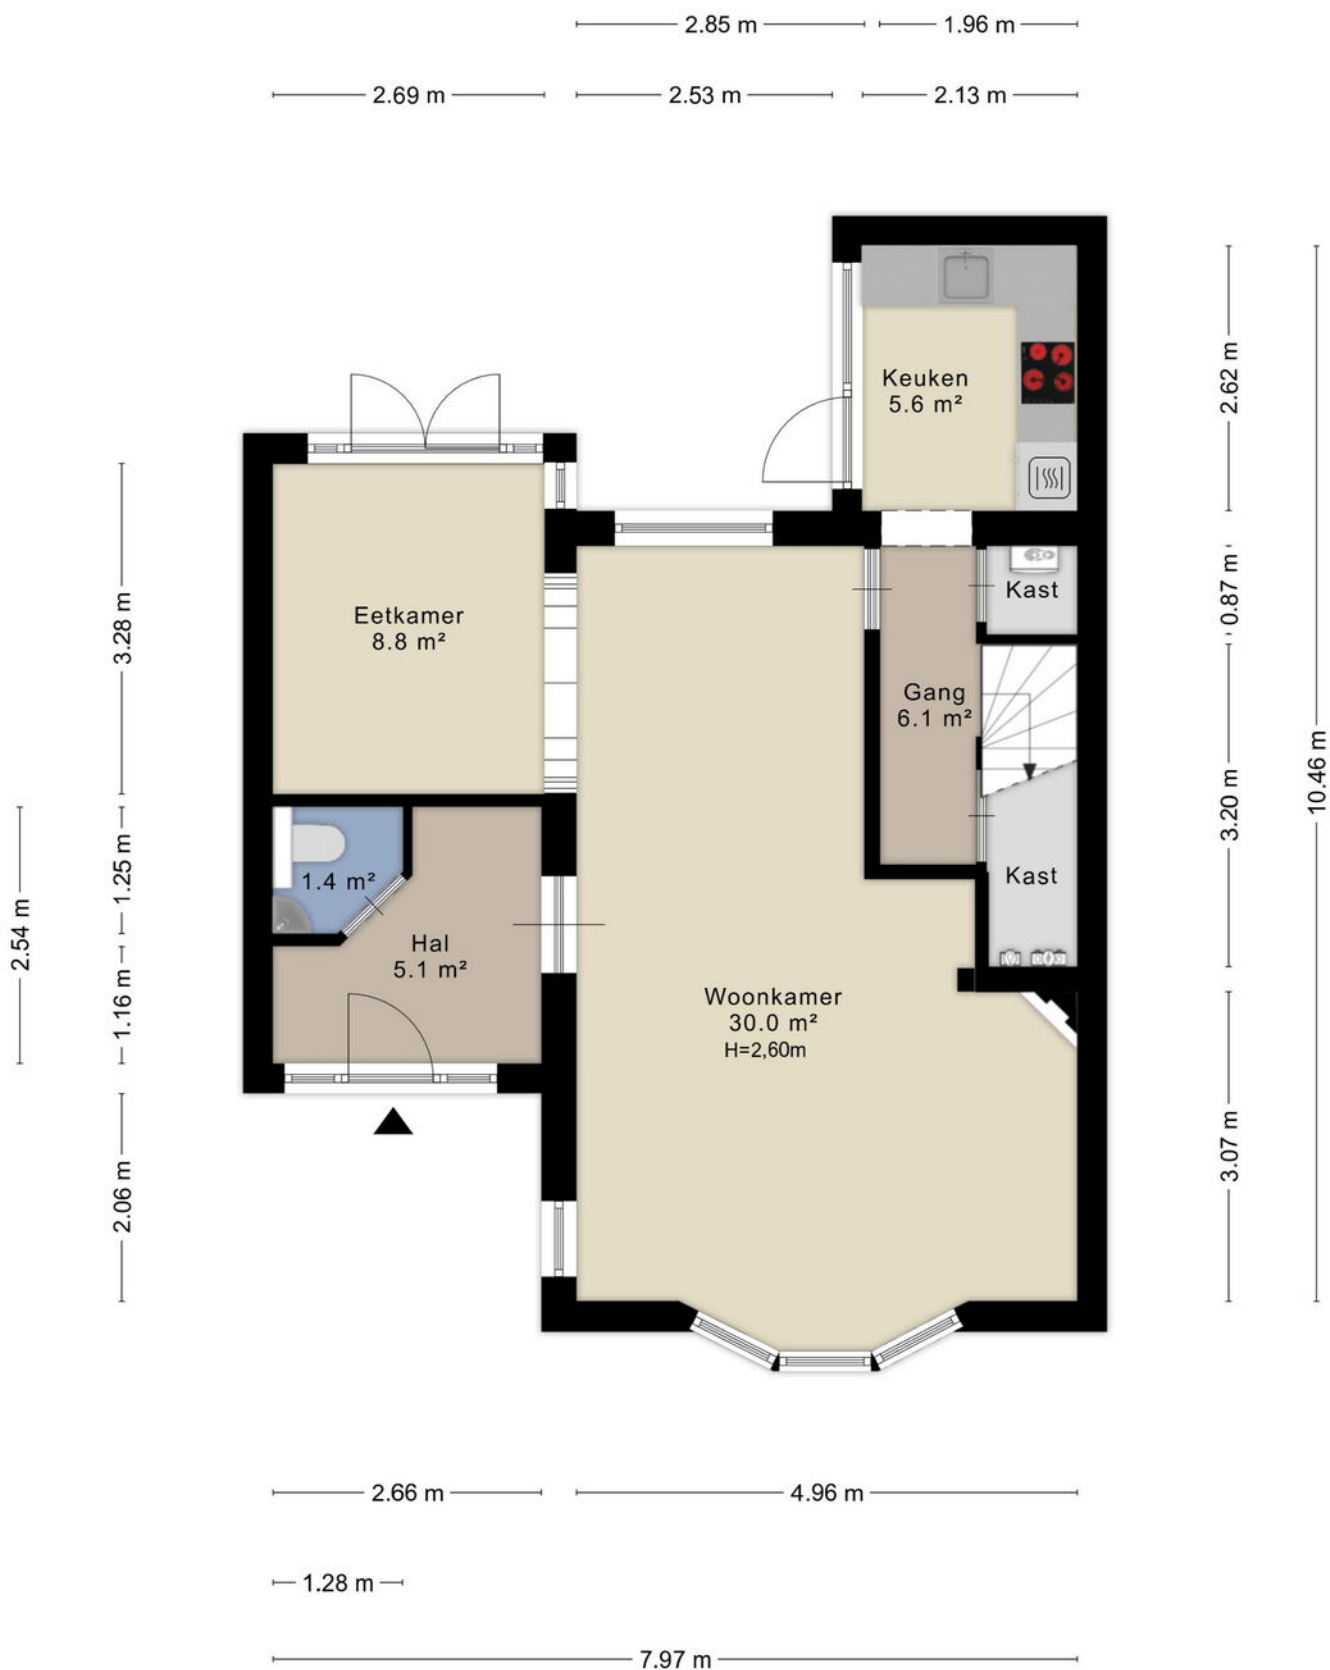 2.85 m
1.96 m
2.69 m
2.53 m
2.13 m
Keuken
5.6 m²
2.62 m
Eetkamer
8.8 m²
3.28 m
Kast
0.87 m
Gang
6.1 m²
10.46 m
3.20 m
1.25 m
1.4 m²
Kast
2.54 m
Hal
5.1 m²
1.16 m
Woonkamer
30.0 m²
H=2,60m
3.07 m
2.06 m
2.66 m
4.96 m
1.28 m
7.97 m